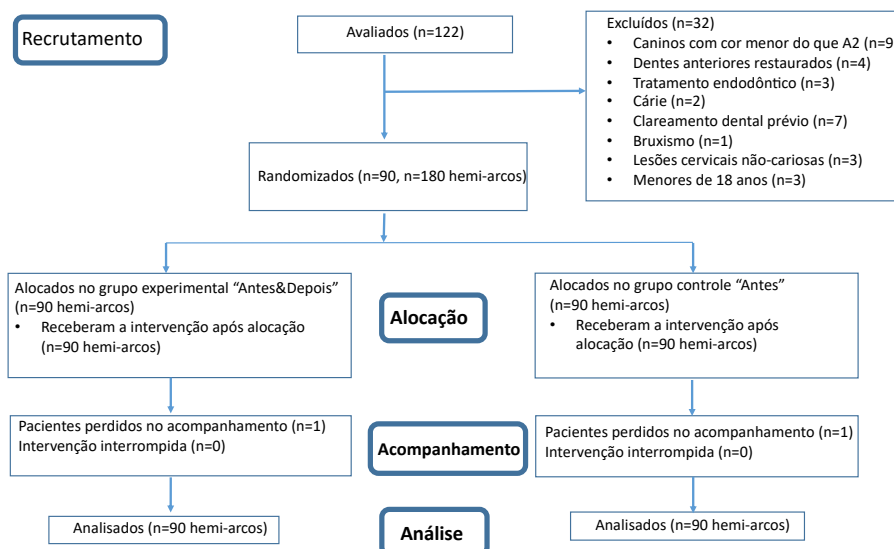 Recrutamento
Avaliados (n=122)
Excluídos (n=32)
• Caninos com cor menor do que A2 (n=9
• Dentes anteriores restaurados (n=4)
• Tratamento endodôntico (n=3)
• Cárie (n=2)
• Clareamento dental prévio (n=7)
• Bruxismo (n=1)
• Lesões cervicais não-cariosas (n=3)
• Menores de 18 anos (n=3)
Randomizados (n=90, n=180 hemi-arcos)
Alocados no grupo experimental “Antes&Depois”
(n=90 hemi-arcos)
• Receberam a intervenção após alocação
(n=90 hemi-arcos)
Alocação
Alocados no grupo controle “Antes”
(n=90 hemi-arcos)
• Receberam a intervenção após
alocação (n=90 hemi-arcos)
Pacientes perdidos no acompanhamento (n=1)
Intervenção interrompida (n=0)
Acompanhamento
Pacientes perdidos no acompanhamento (n=1)
Intervenção interrompida (n=0)
Analisados (n=90 hemi-arcos)
Análise
Analisados (n=90 hemi-arcos)